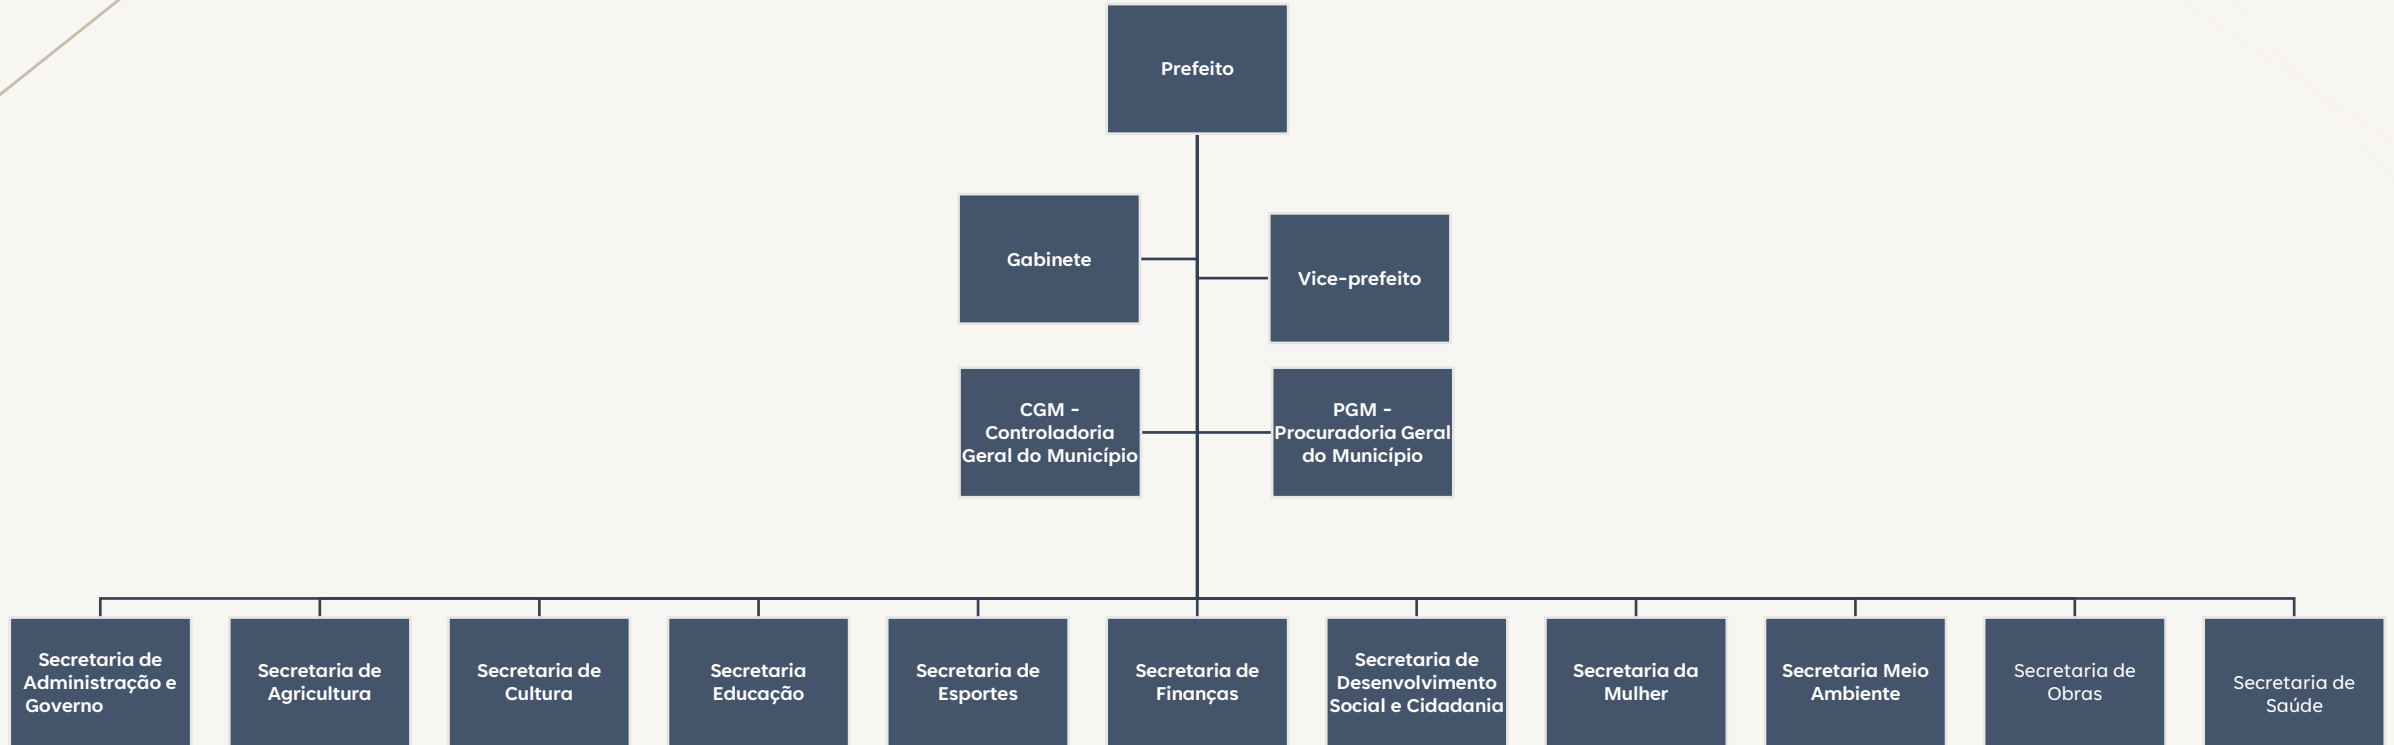 Prefeito
Gabinete
Vice-prefeito
CGM -
Controladoria
Geral do Município
PGM -
Procuradoria Geral
do Município
Secretaria de
Administração e
Governo
Secretaria de
Agricultura
Secretaria de
Cultura
Secretaria
Educação
Secretaria de
Esportes
Secretaria de
Finanças
Secretaria de
Desenvolvimento
Social e Cidadania
Secretaria da
Mulher
Secretaria Meio
Ambiente
Secretaria de
Obras
Secretaria de
Saúde